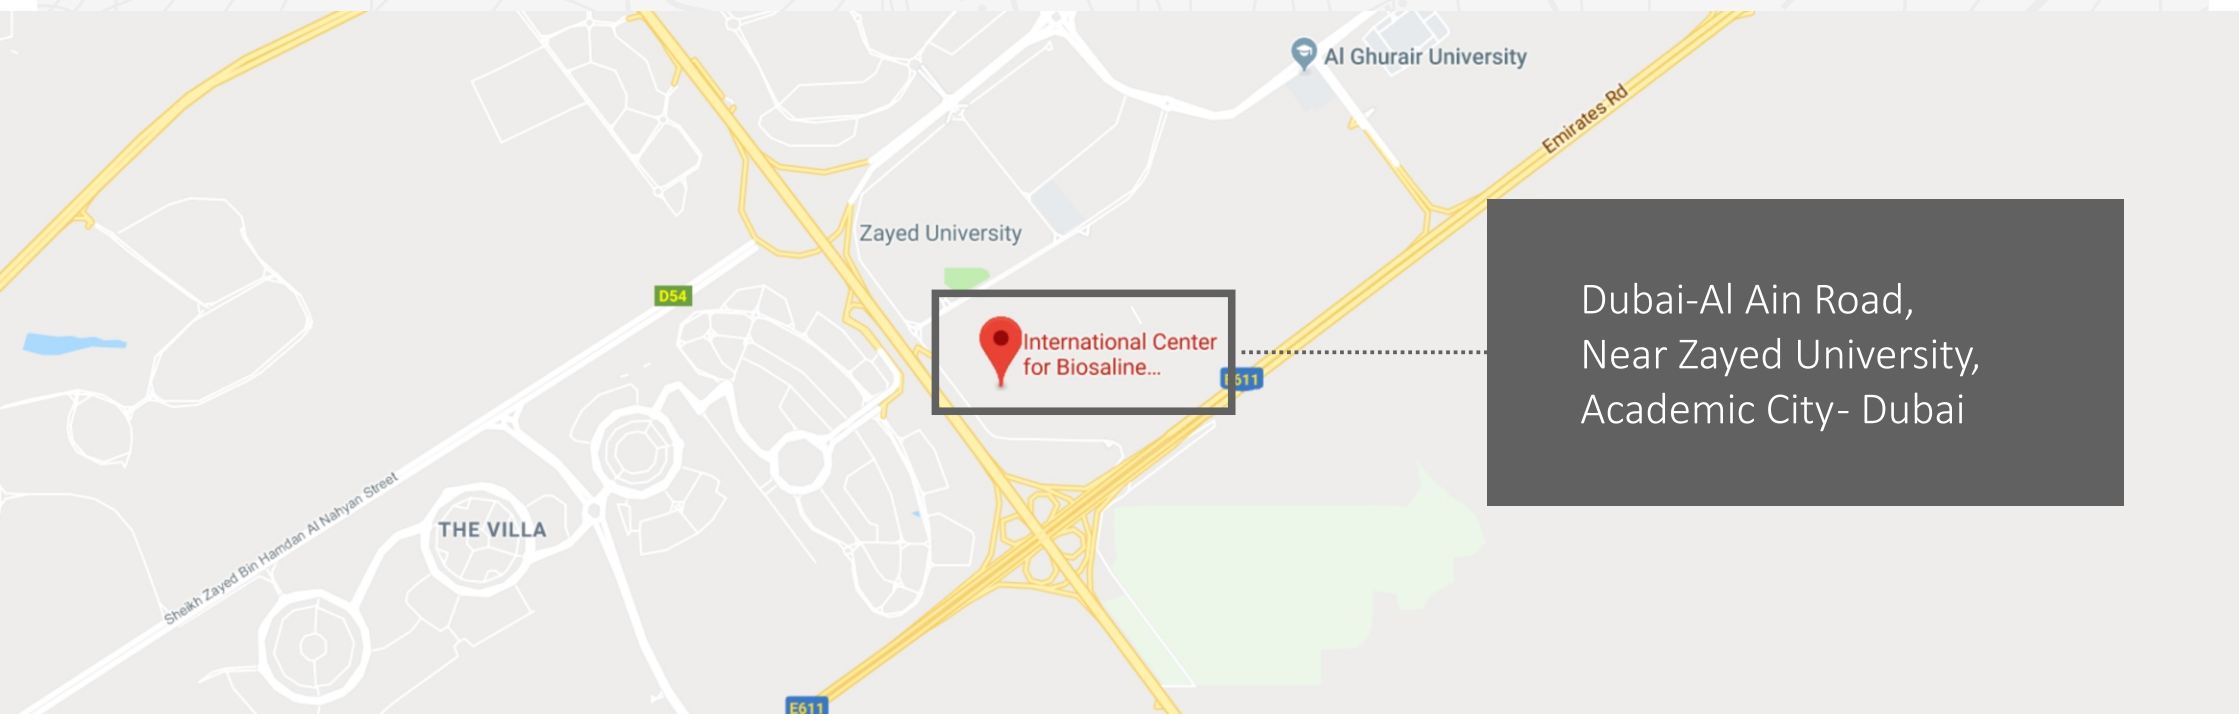 Al Ghurair University
Emirates Rd
Zayed University
D54
International Center
for Biosaline...
E611
Dubai-Al Ain Road,
Near Zayed University,
Academic City- Dubai
Sheikh Zayed Bin Hamdan Al Nahyan Street
THE VILLA
E611